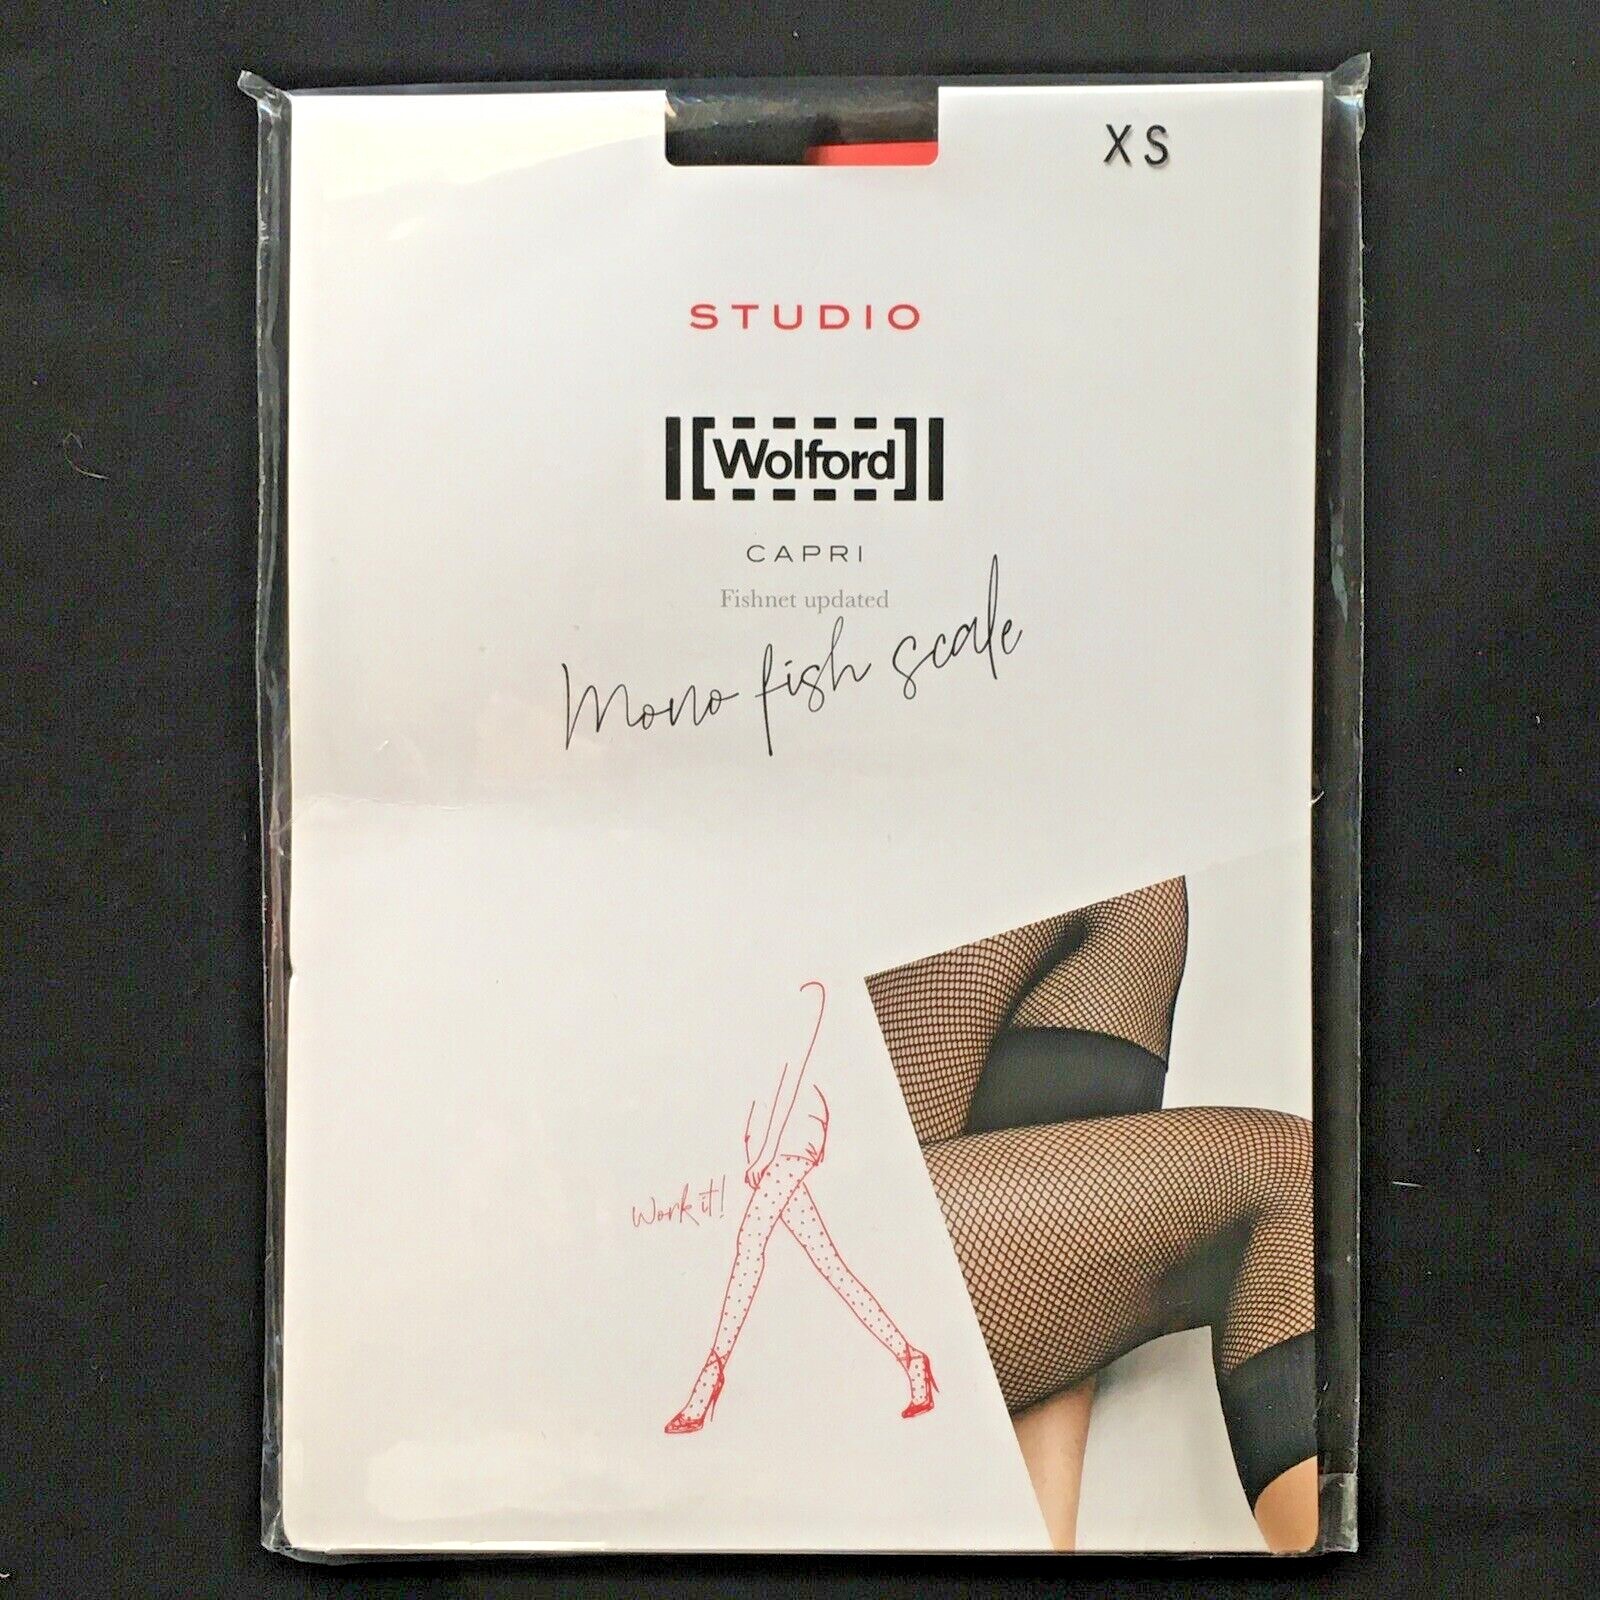 XS
STUDIO
Wolford
CAPRI
Fishnet updated
Mono fish scale
Work it!